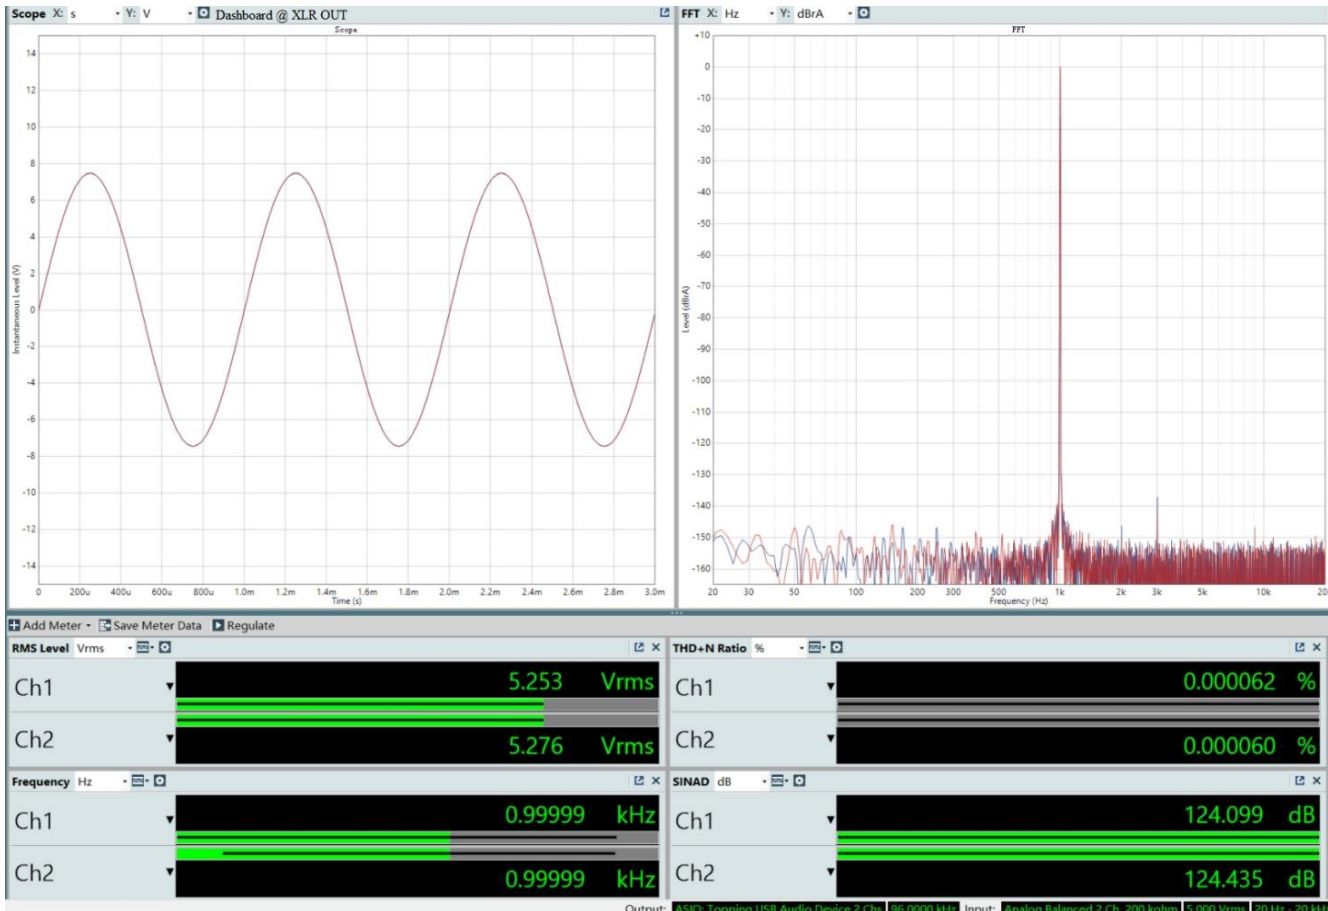 Scope X: s Y: V Dashboard @ XLR OUT
Scope
14
12
10
8
6
4
2
0
-2
-4
-6
-8
-10
-12
-14
Instantaneous Level (V)
0 200u 400u 600u 800u 1.0m 1.2m 1.4m 1.6m 1.8m 2.0m 2.2m 2.4m 2.6m 2.8m 3.0m
Time (s)
FFT X: Hz Y: dBrA
FFT
+10
0
-10
-20
-30
-40
-50
-60
-70
-80
-90
-100
-110
-120
-130
-140
-150
-160
Level (dBrA)
20 30 50 100 200 300 500 1k 2k 3k 5k 10k 20
Frequency (Hz)
Add Meter Save Meter Data Regulate
RMS Level Vrms
Ch1 5.253 Vrms
Ch2 5.276 Vrms
THD+N Ratio %
Ch1 0.000062 %
Ch2 0.000060 %
Frequency Hz
Ch1 0.99999 kHz
Ch2 0.99999 kHz
SINAD dB
Ch1 124.099 dB
Ch2 124.435 dB
Output: ASIO: Topping USB Audio Device 2 Chs 96.0000 kHz Input: Analog Balanced 2 Ch, 200 kohm 5.000 Vrms 20 Hz - 20 kHz